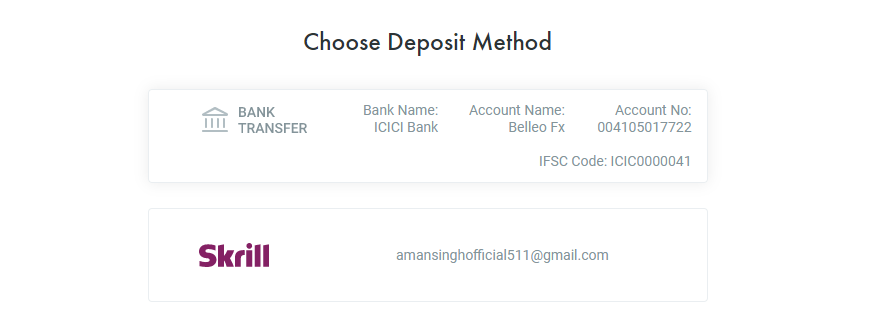 Choose Deposit Method
BANK
TRANSFER
Bank Name:
ICICI Bank
Account Name:
Belleo Fx
Account No:
004105017722
IFSC Code: ICIC0000041
Skrill
amansinghofficial511@gmail.com